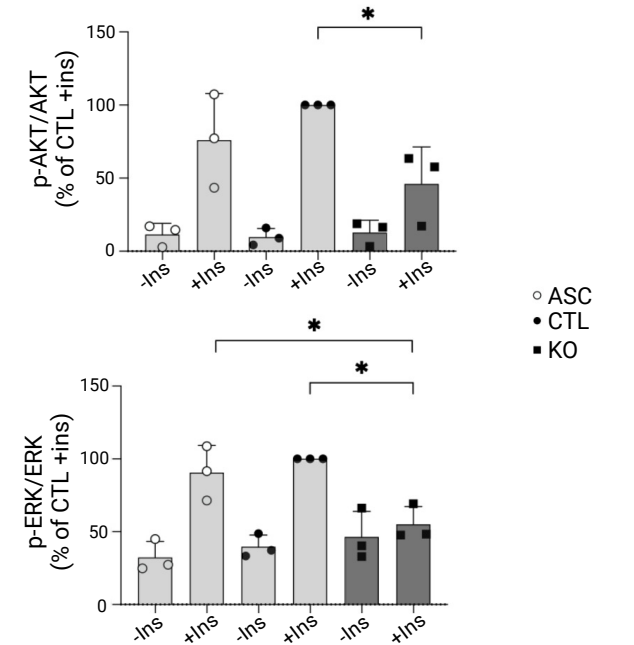 *
150
100
50
0
p-AKT/AKT
(% of CTL +ins)
-Ins
+Ins
-Ins
+Ins
-Ins
+Ins
ASC
CTL
KO
*
*
150
100
50
0
p-ERK/ERK
(% of CTL +ins)
-Ins
+Ins
-Ins
+Ins
-Ins
+Ins